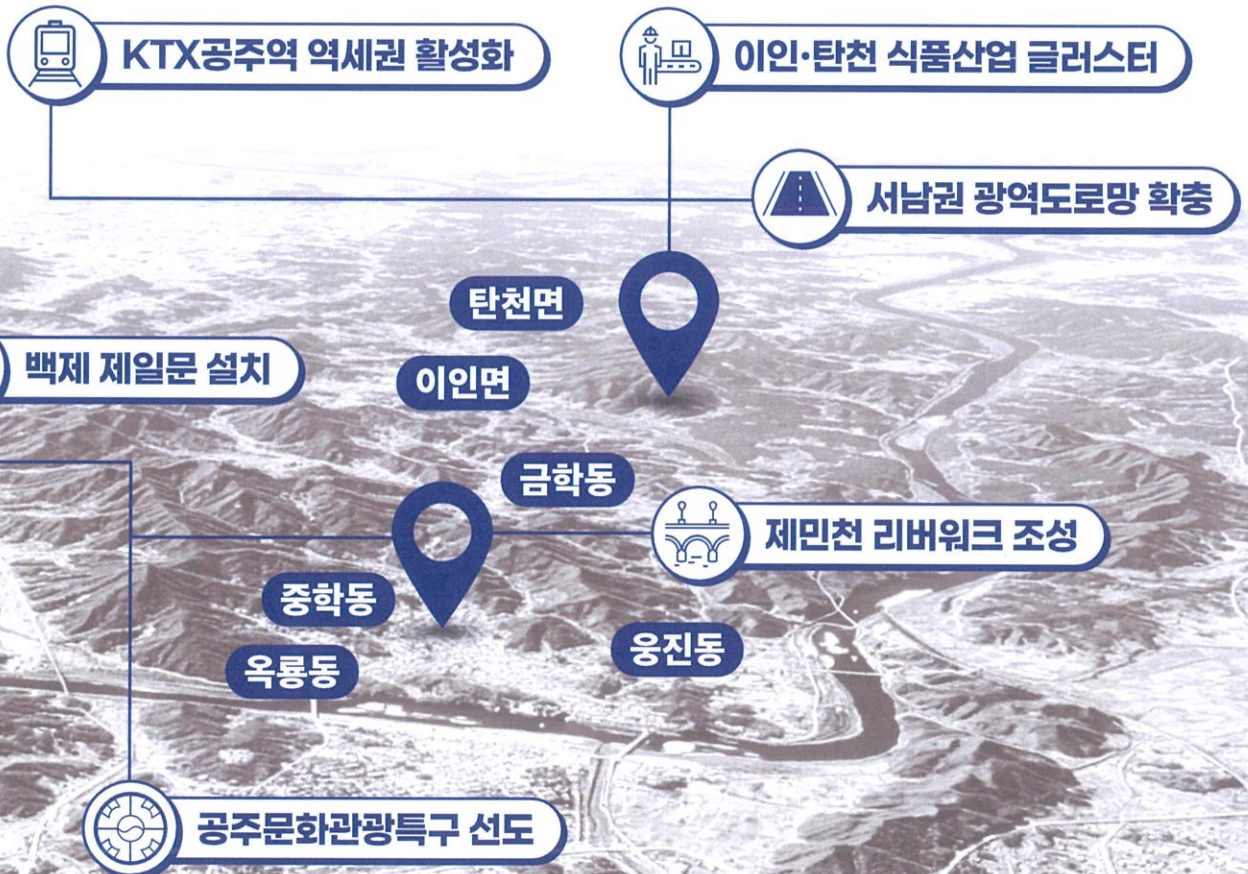 KTX공주역 역세권 활성화
이인·탄천 식품산업 글러스터
서남권 광역도로망 확충
탄천면
백제 제일문 설치
이인면
금학동
제민천 리버워크 조성
중학동
웅진동
옥룡동
공주문화관광특구 선도